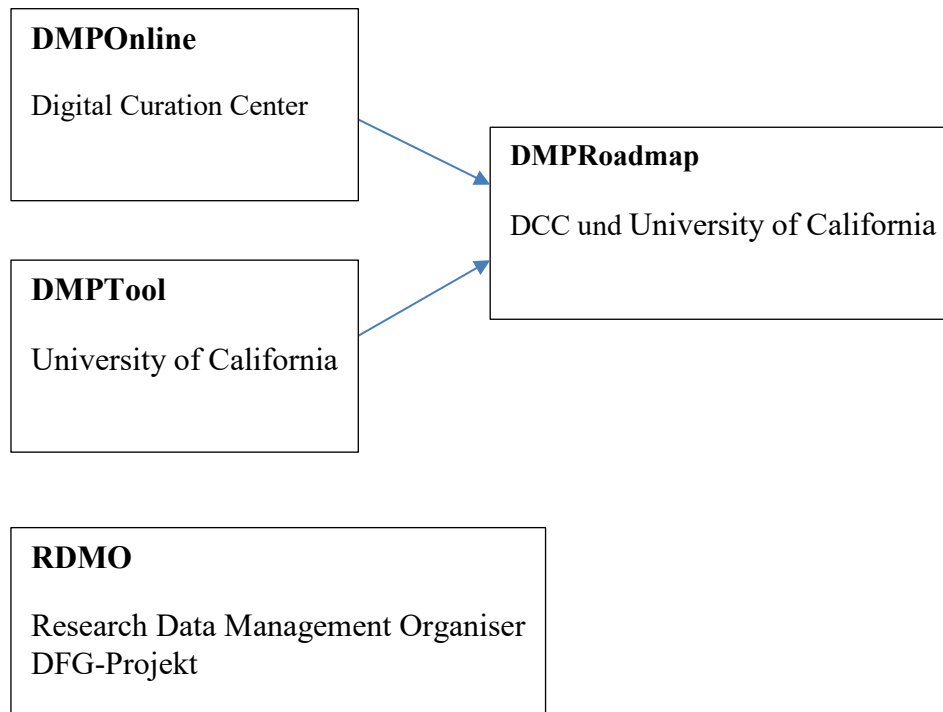 DMPOnline
Digital Curation Center
DMPRoadmap
DCC und University of California
DMPTool
University of California
RDMO
Research Data Management Organiser
DFG-Projekt